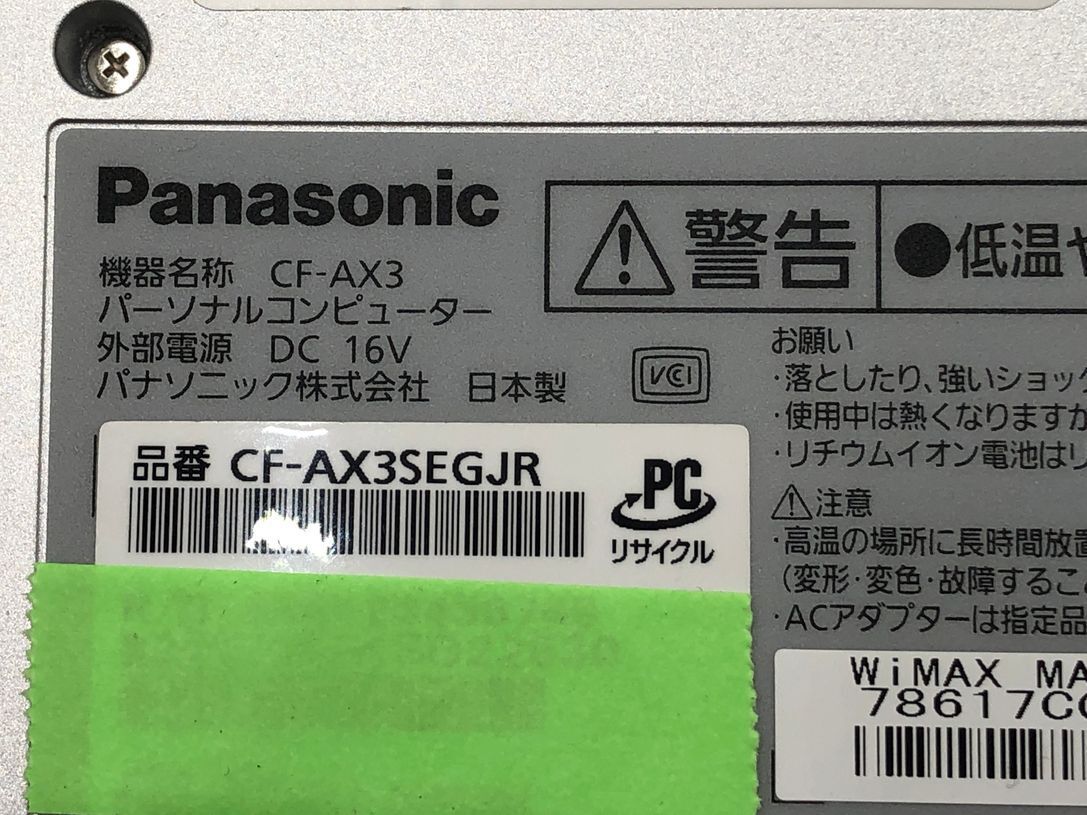 Panasonic
機器名称 CF-AX3
パーソナルコンピューター
外部電源 DC 16V
パナソニック株式会社 日本製
VCI
警告
●低温
お願い
・落としたり、強いショッ
・使用中は熱くなりますが
・リチウムイオン電池は
⚠注意
・高温の場所に長時間放置
(変形・変色・故障するこ
・ACアダプターは指定品
品番 CF-AX3SEGJR
PC
リサイクル
WiMAX MA
78617C